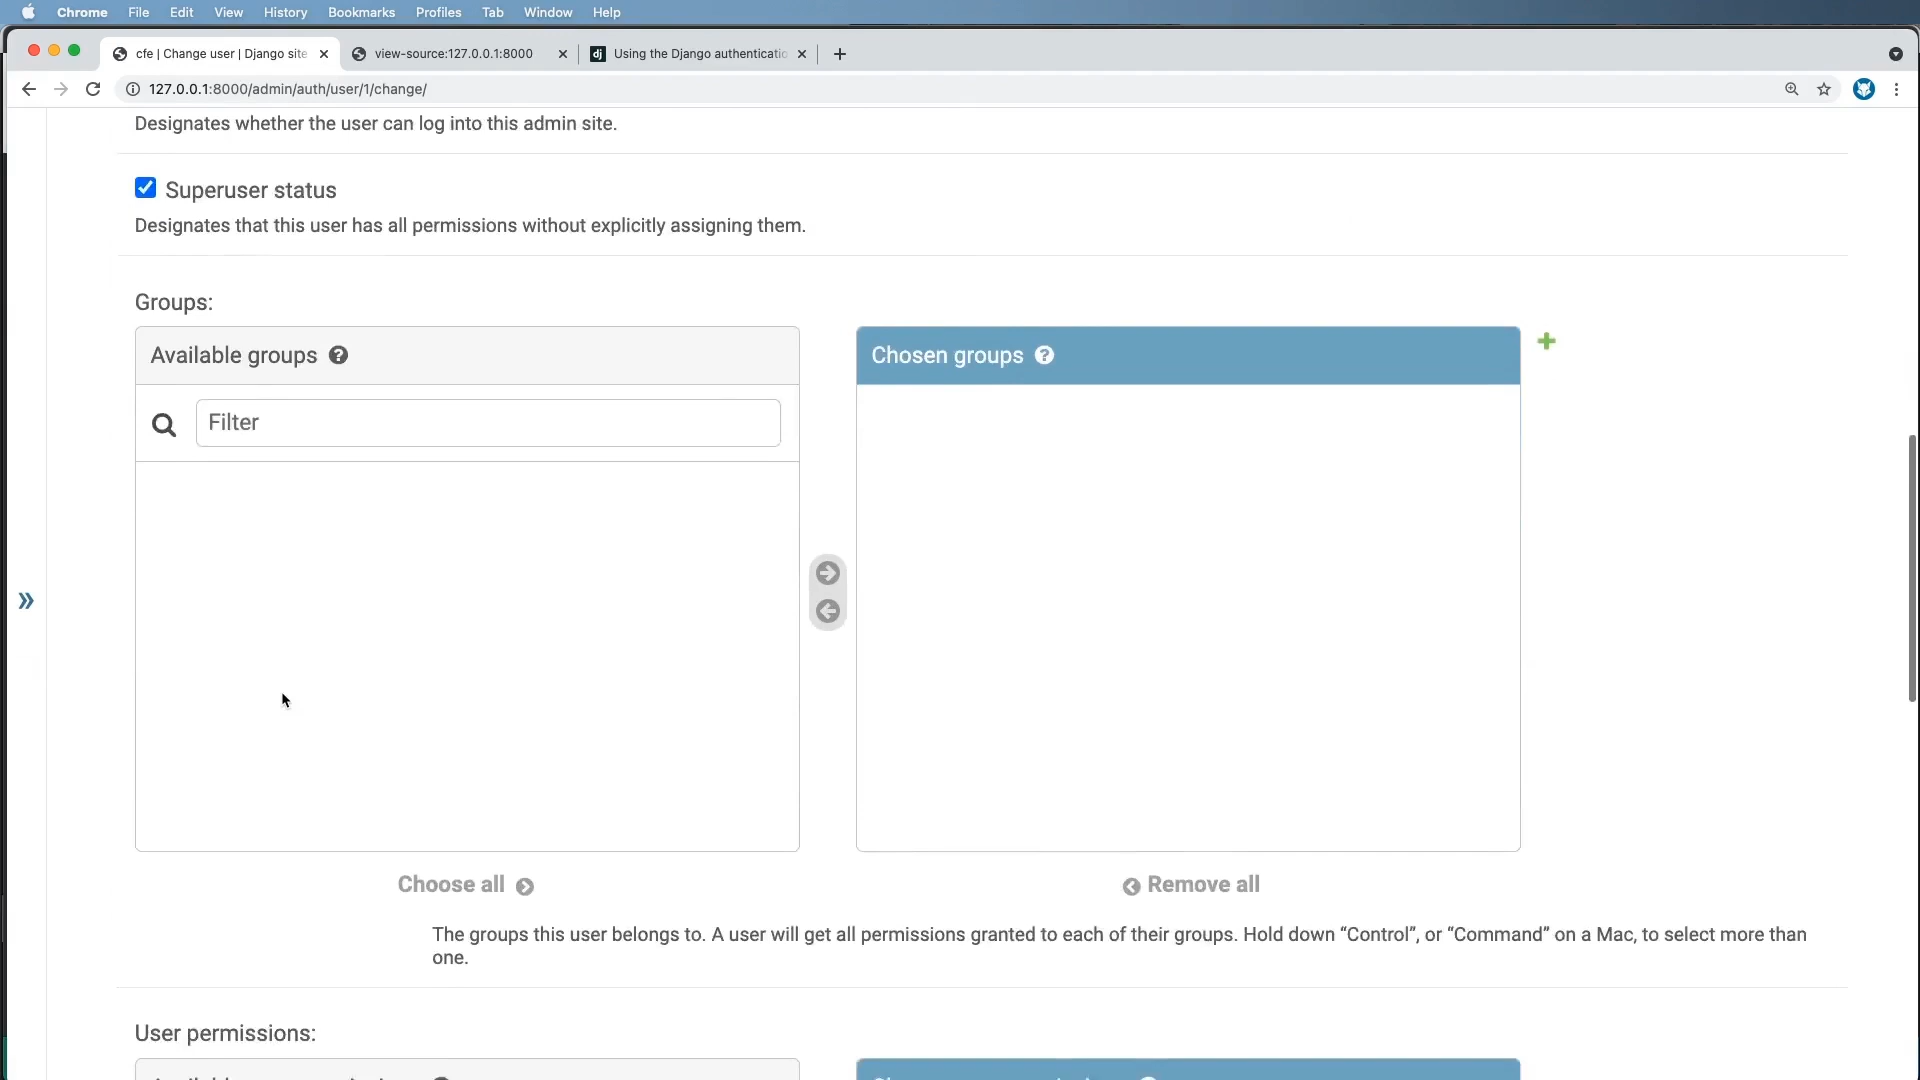 Chrome File Edit View History Bookmarks Profiles Tab Window Help
cfe | Change user | Django site view-source:127.0.0.1:8000 dj Using the Django authenticatio
127.0.0.1:8000/admin/auth/user/1/change/
Designates whether the user can log into this admin site.
Superuser status
Designates that this user has all permissions without explicitly assigning them.
Groups:
Available groups ?
Chosen groups ?
Filter
Choose all
Remove all
The groups this user belongs to. A user will get all permissions granted to each of their groups. Hold down “Control”, or “Command” on a Mac, to select more than
one.
User permissions: